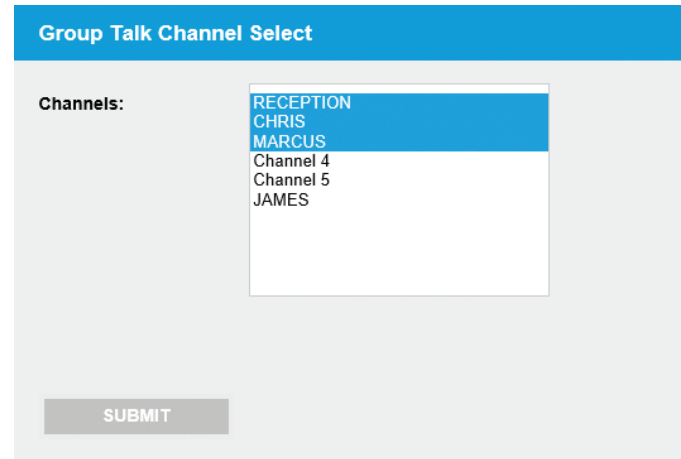 Group Talk Channel Select
Channels:
RECEPTION
CHRIS
MARCUS
Channel 4
Channel 5
JAMES
SUBMIT